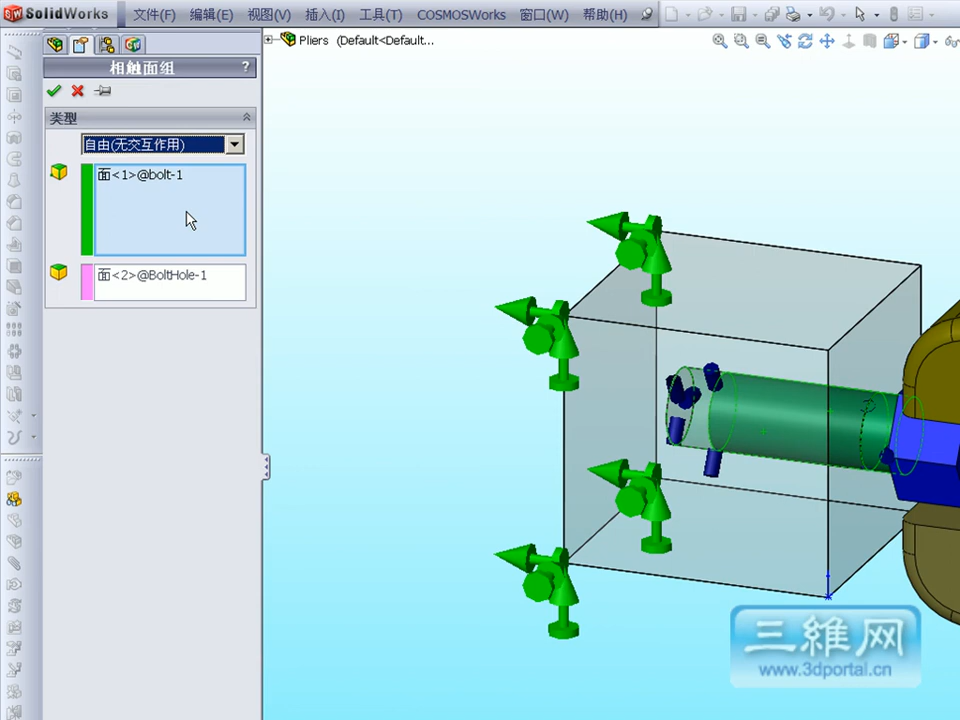 SolidWorks
文件(F) 编辑(E) 视图(V) 插入(I) 工具(T) COSMOSWorks 窗口(W) 帮助(H)
Pliers (Default<Default...
相触面组 ?
类型
自由(无交互作用)
面<1>@bolt-1
面<2>@BoltHole-1
三維网
www.3dportal.cn